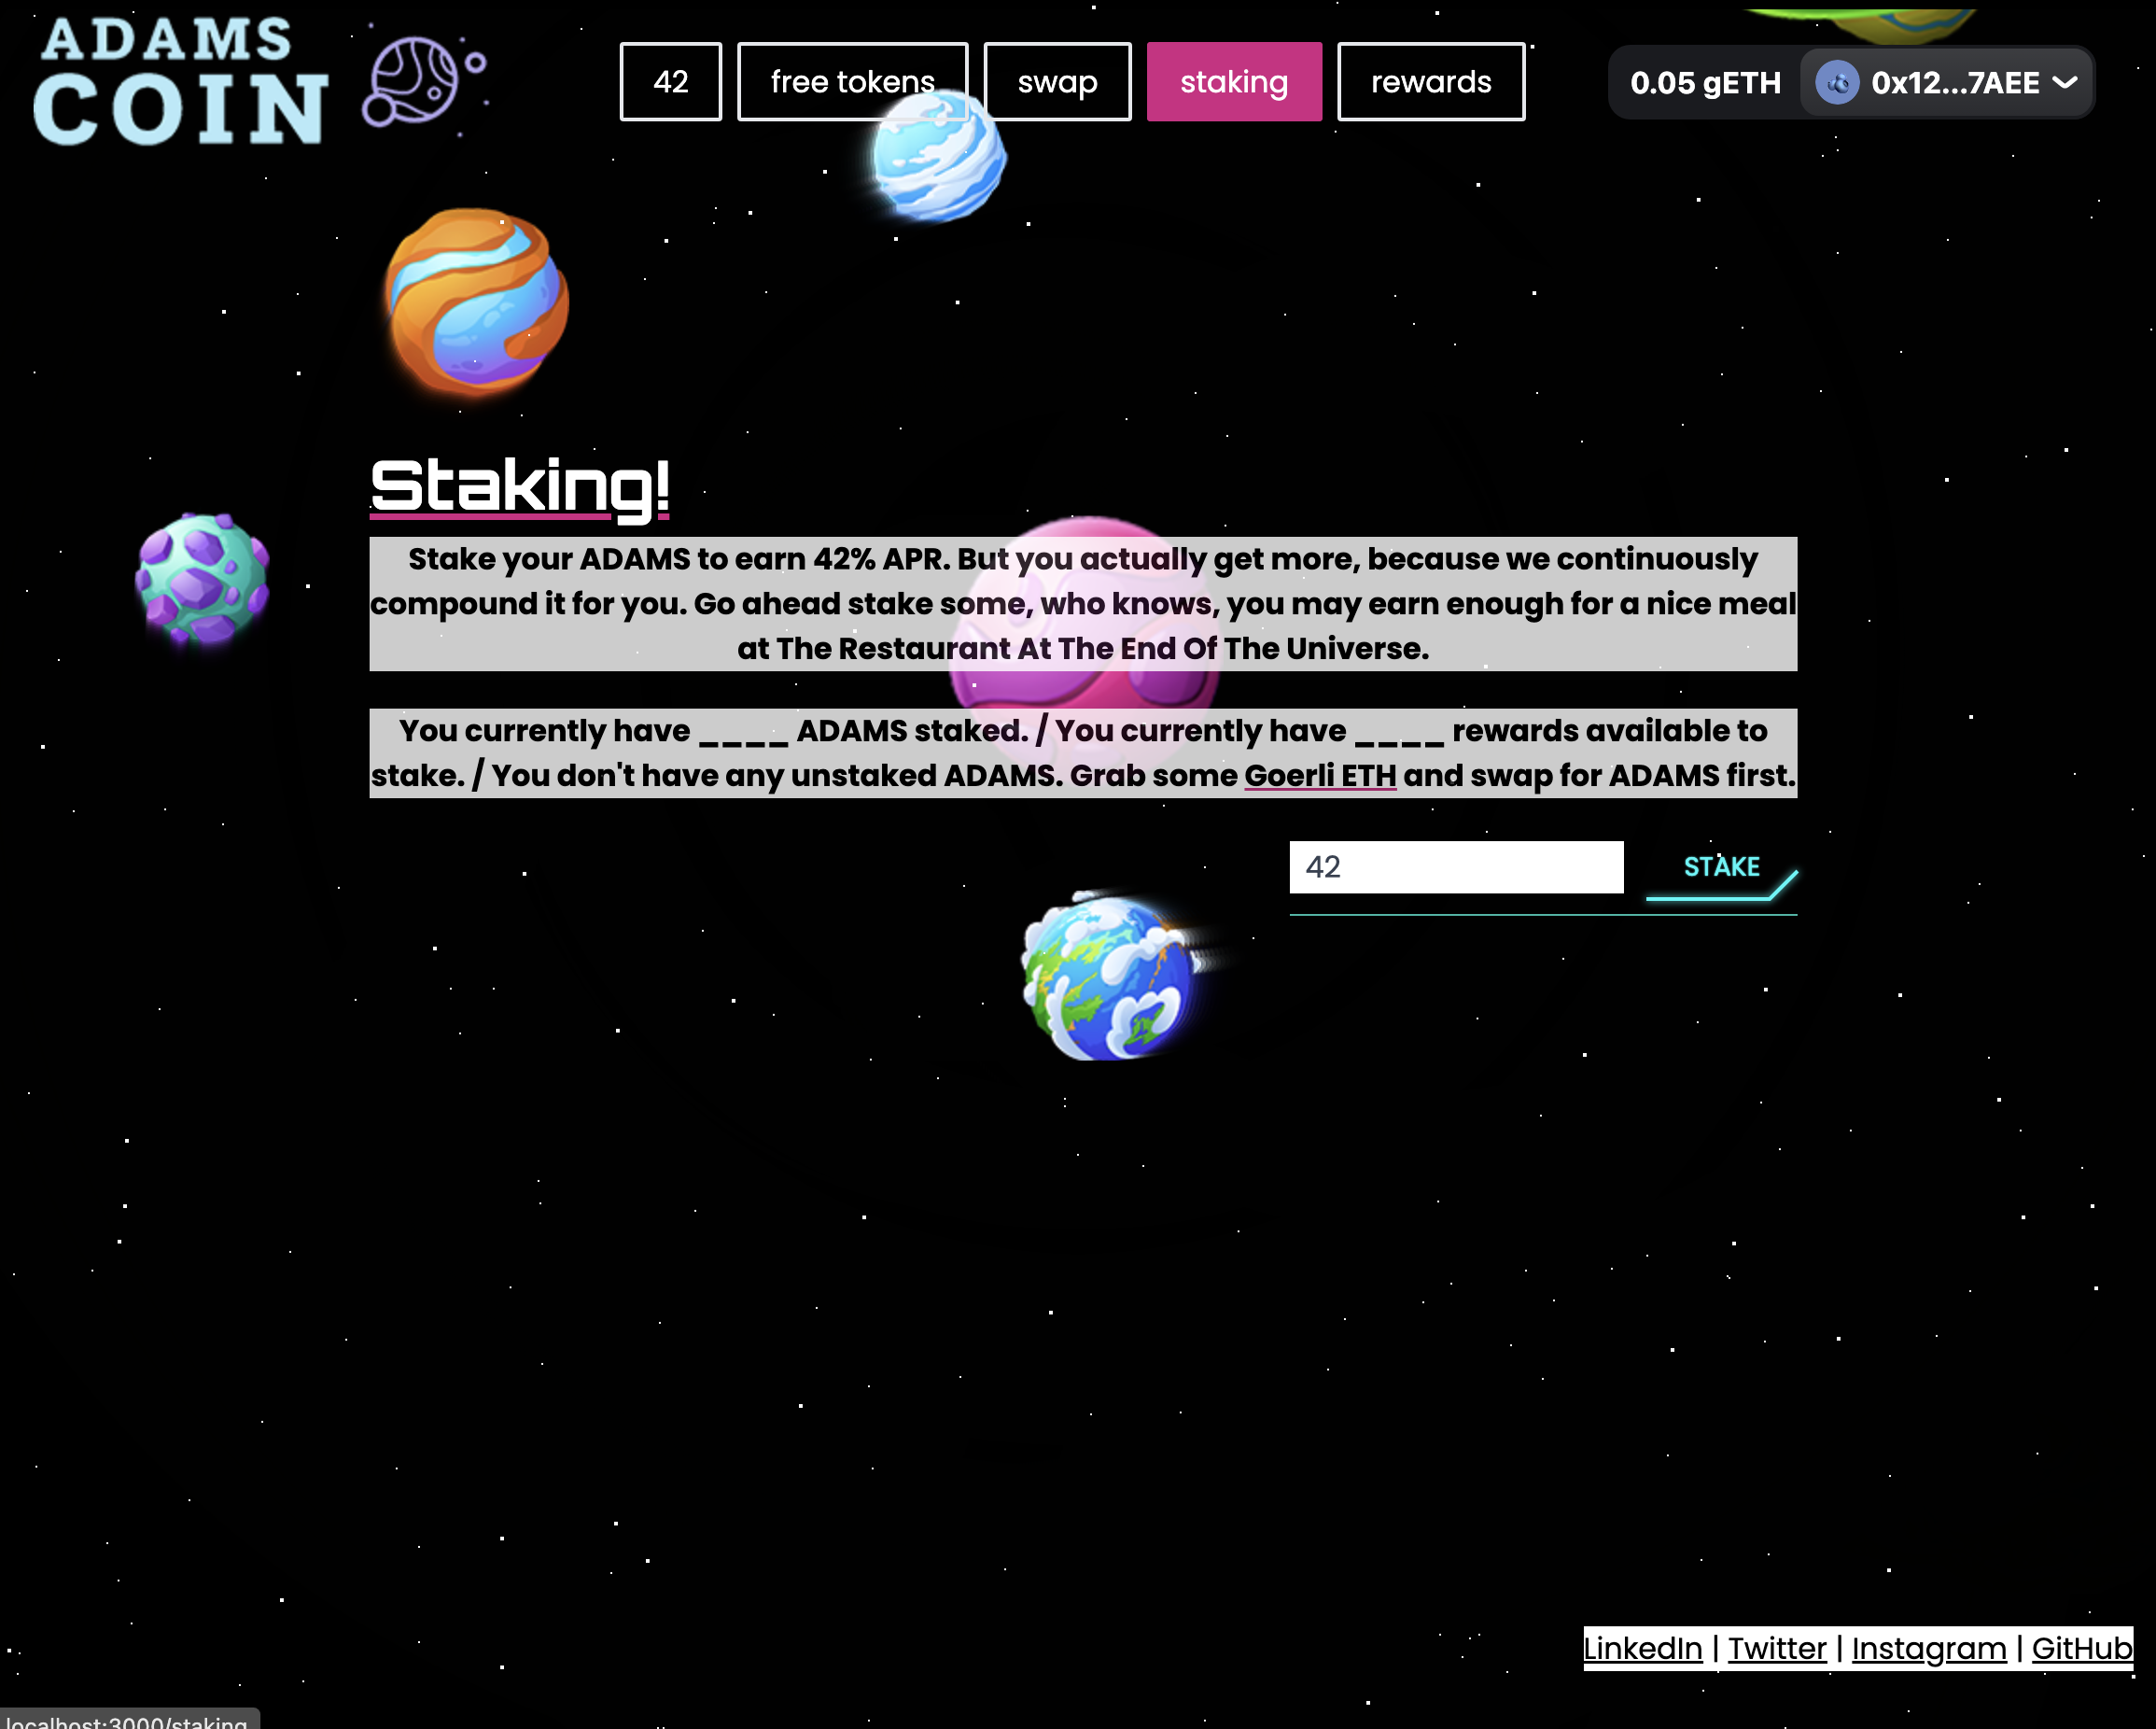 ADAMS
COIN
42
free tokens
swap
staking
rewards
0.05 gETH
0x12...7AEE
Staking!
Stake your ADAMS to earn 42% APR. But you actually get more, because we continuously
compound it for you. Go ahead stake some, who knows, you may earn enough for a nice meal
at The Restaurant At The End Of The Universe.
You currently have ____ ADAMS staked. / You currently have ____ rewards available to
stake. / You don't have any unstaked ADAMS. Grab some Goerli ETH and swap for ADAMS first.
42
STAKE
LinkedIn | Twitter | Instagram | GitHub
localhost:3000/staking